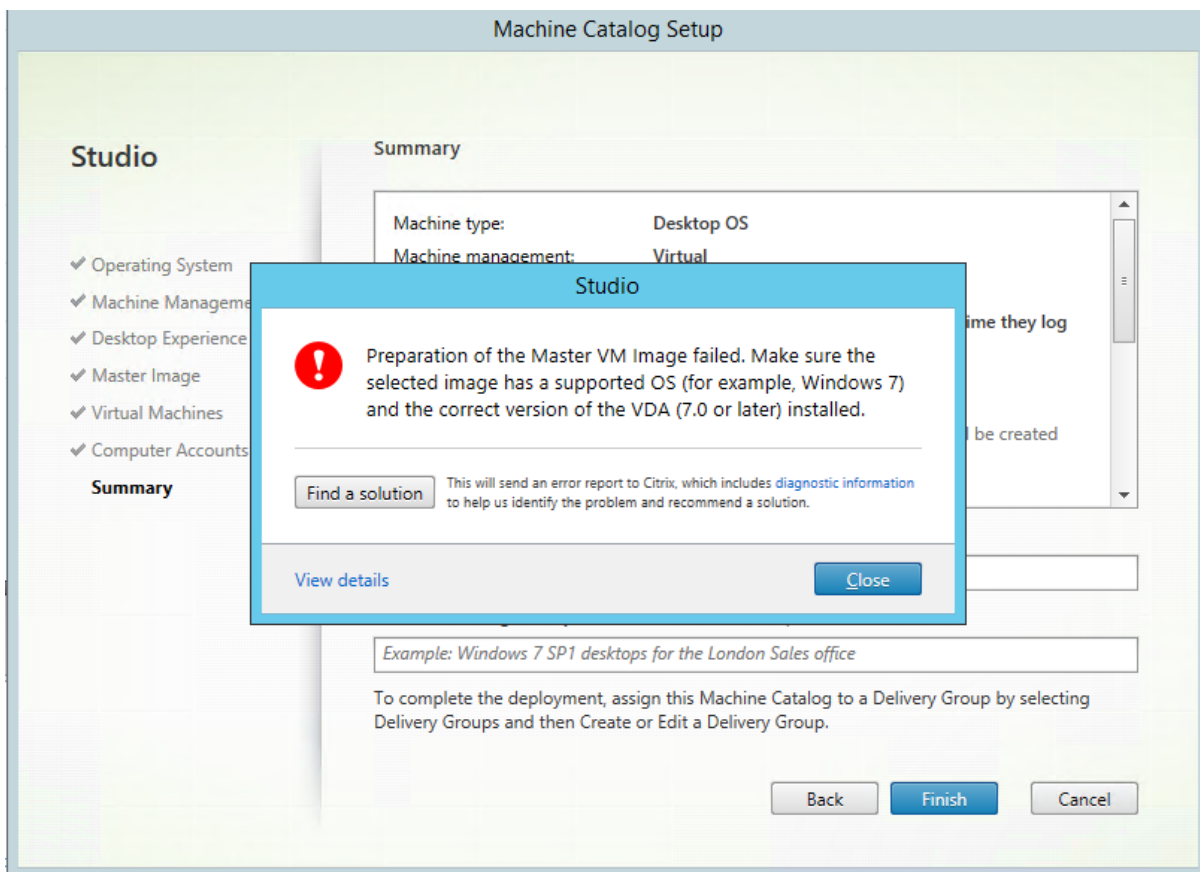 Machine Catalog Setup
Studio
Operating System
Machine Manageme
Desktop Experience
Master Image
Virtual Machines
Computer Accounts
Summary
Summary
Machine type: Desktop OS
Machine management: Virtual
ime they log
l be created
Studio
Preparation of the Master VM Image failed. Make sure the
selected image has a supported OS (for example, Windows 7)
and the correct version of the VDA (7.0 or later) installed.
Find a solution
This will send an error report to Citrix, which includes diagnostic information
to help us identify the problem and recommend a solution.
View details
Close
Example: Windows 7 SP1 desktops for the London Sales office
To complete the deployment, assign this Machine Catalog to a Delivery Group by selecting
Delivery Groups and then Create or Edit a Delivery Group.
Back Finish Cancel